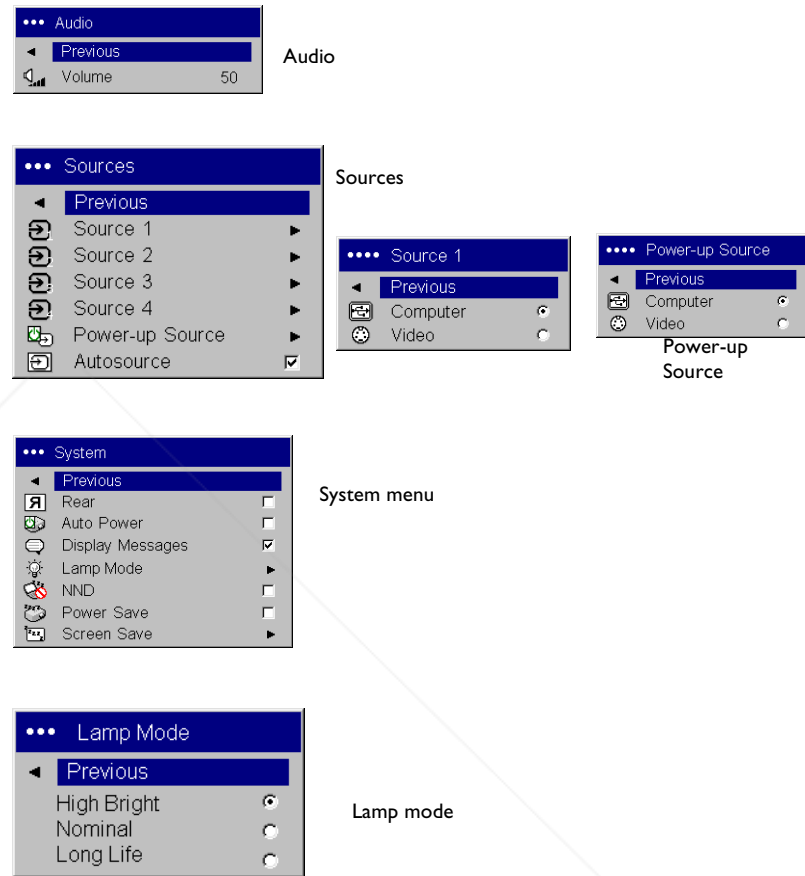 Audio
Previous
Volume 50
Audio
Sources
Previous
Source 1
Source 2
Source 3
Source 4
Power-up Source
Autosource
Sources
Source 1
Previous
Computer
Video
Power-up Source
Previous
Computer
Video
Power-up
Source
System
Previous
Rear
Auto Power
Display Messages
Lamp Mode
NND
Power Save
Screen Save
System menu
Lamp Mode
Previous
High Bright
Nominal
Long Life
Lamp mode